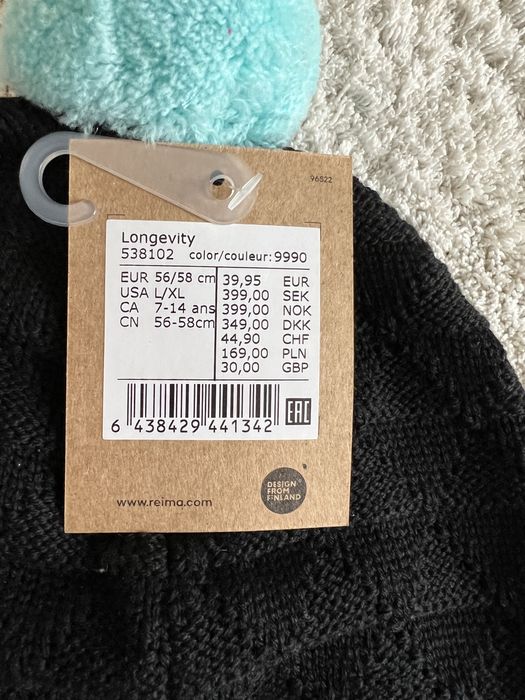 96S22
Longevity
538102 color/couleur:9990
EUR 56/58 cm 39,95 EUR
USA L/XL 399,00 SEK
CA 7-14 ans 399,00 NOK
CN 56-58cm 349,00 DKK
44,90 CHF
169,00 PLN
30,00 GBP
6 438429 441342
EAC
www.reima.com
DESIGN
FROM
FINLAND